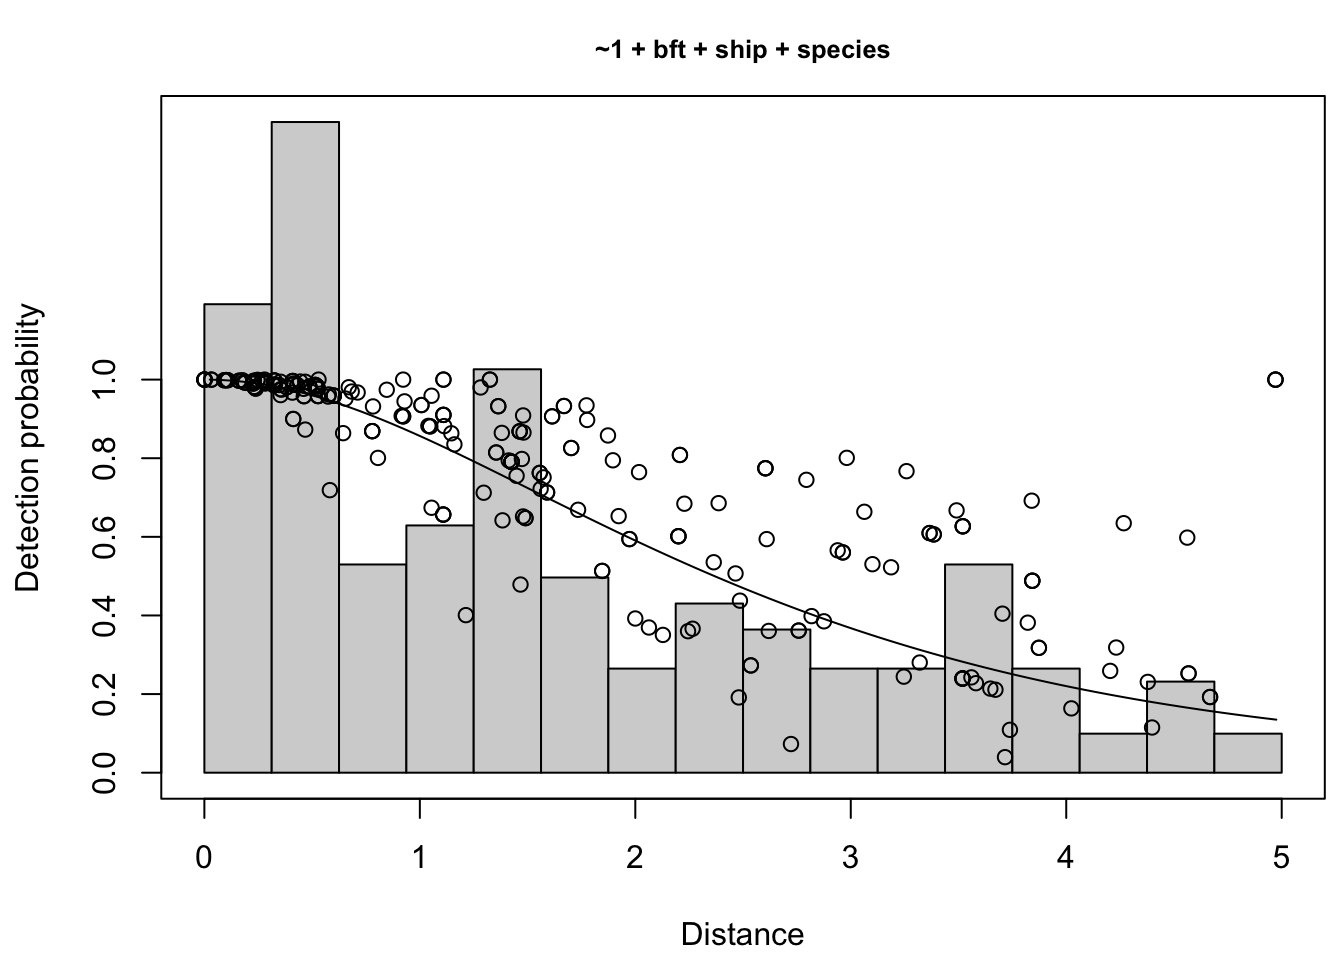 ~1 + bft + ship + species
Detection probability
1.0
0.8
0.6
0.4
0.2
0.0
0 1 2 3 4 5
Distance